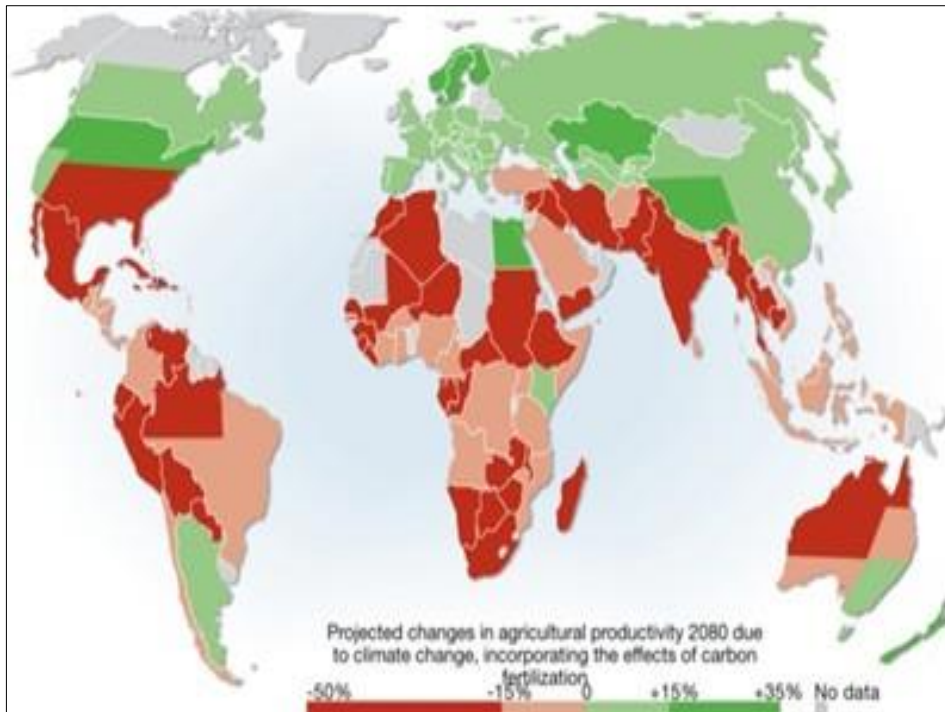 Projected changes in agricultural productivity 2080 due
to climate change, incorporating the effects of carbon
fertilization
-50% -15% 0 +15% +35% No data